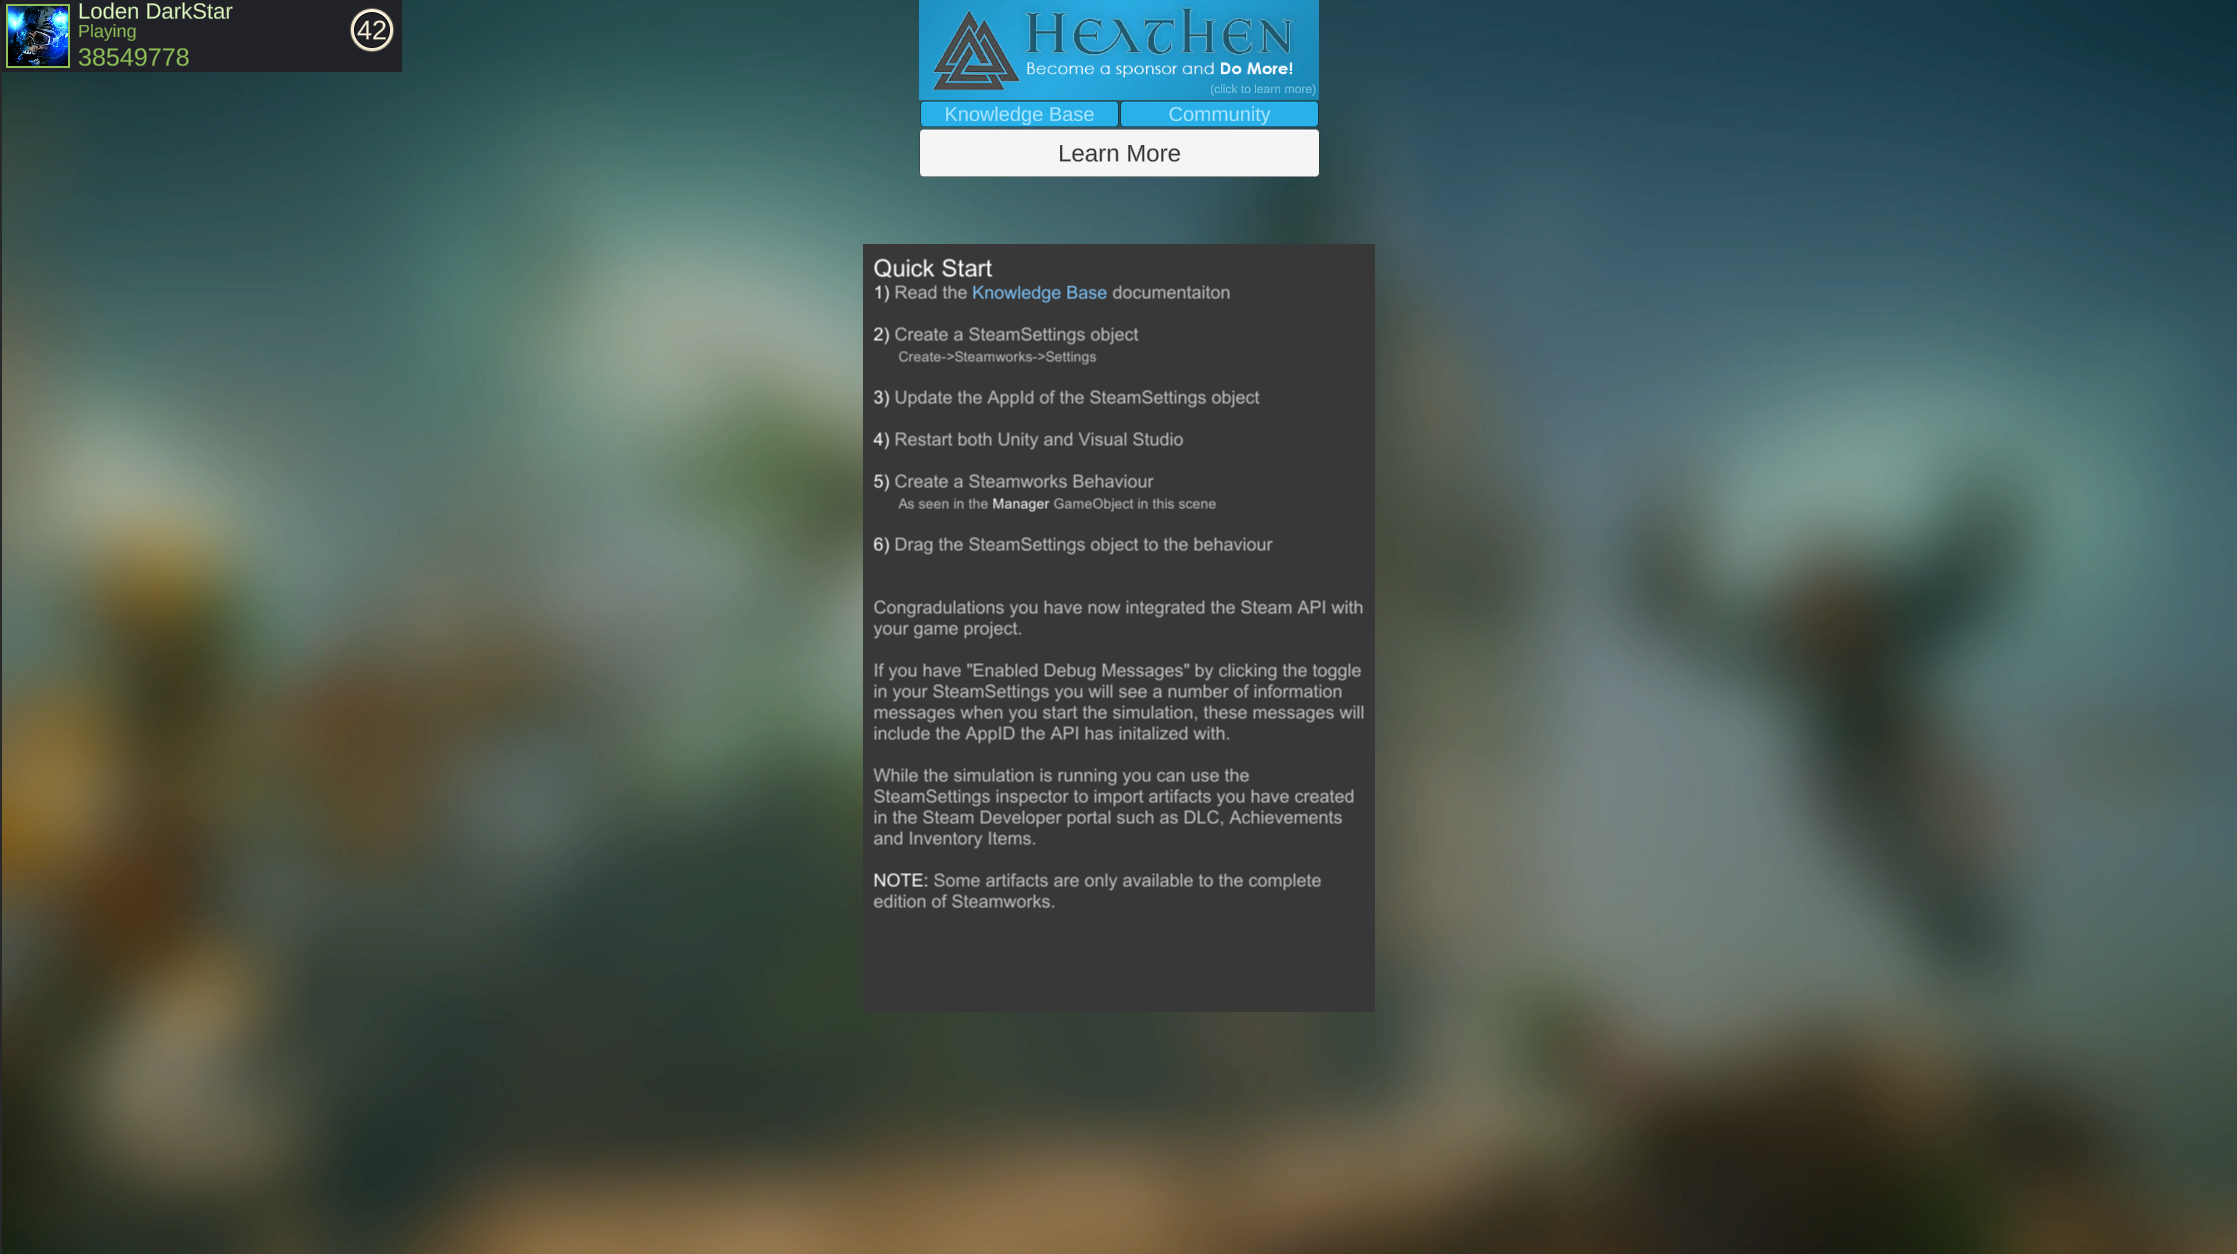 Loden DarkStar
Playing
38549778
42
HEATHEN
Become a sponsor and Do More!
(click to learn more)
Knowledge Base
Community
Learn More
Quick Start
1) Read the Knowledge Base documentaiton
2) Create a SteamSettings object
Create->Steamworks->Settings
3) Update the AppId of the SteamSettings object
4) Restart both Unity and Visual Studio
5) Create a Steamworks Behaviour
As seen in the Manager GameObject in this scene
6) Drag the SteamSettings object to the behaviour
Congradulations you have now integrated the Steam API with
your game project.
If you have "Enabled Debug Messages" by clicking the toggle
in your SteamSettings you will see a number of information
messages when you start the simulation, these messages will
include the AppID the API has initalized with.
While the simulation is running you can use the
SteamSettings inspector to import artifacts you have created
in the Steam Developer portal such as DLC, Achievements
and Inventory Items.
NOTE: Some artifacts are only available to the complete
edition of Steamworks.